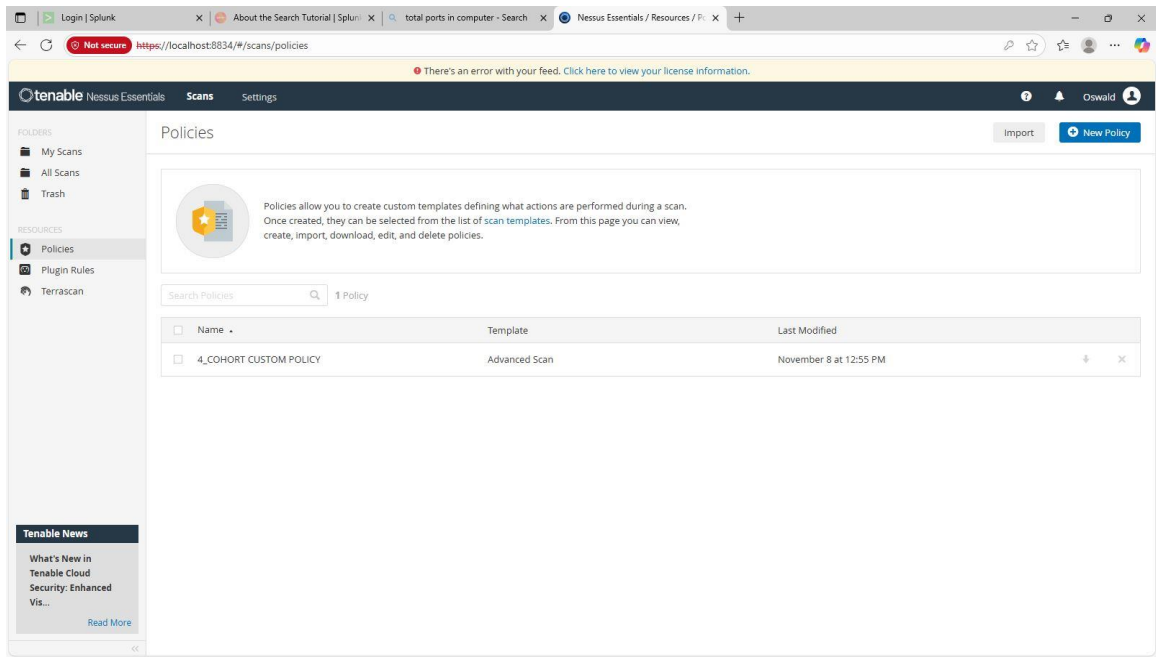 Login | Splunk
About the Search Tutorial | Splun
total ports in computer - Search
Nessus Essentials / Resources / Po
Not secure
https://localhost:8834/#/scans/policies
There's an error with your feed. Click here to view your license information.
tenable Nessus Essentials
Scans
Settings
Oswald
FOLDERS
My Scans
All Scans
Trash
RESOURCES
Policies
Plugin Rules
Terrascan
Policies
Import
New Policy
Policies allow you to create custom templates defining what actions are performed during a scan.
Once created, they can be selected from the list of scan templates. From this page you can view,
create, import, download, edit, and delete policies.
Search Policies
1 Policy
Name
Template
Last Modified
4_COHORT CUSTOM POLICY
Advanced Scan
November 8 at 12:55 PM
Tenable News
What's New in
Tenable Cloud
Security: Enhanced
Vis...
Read More